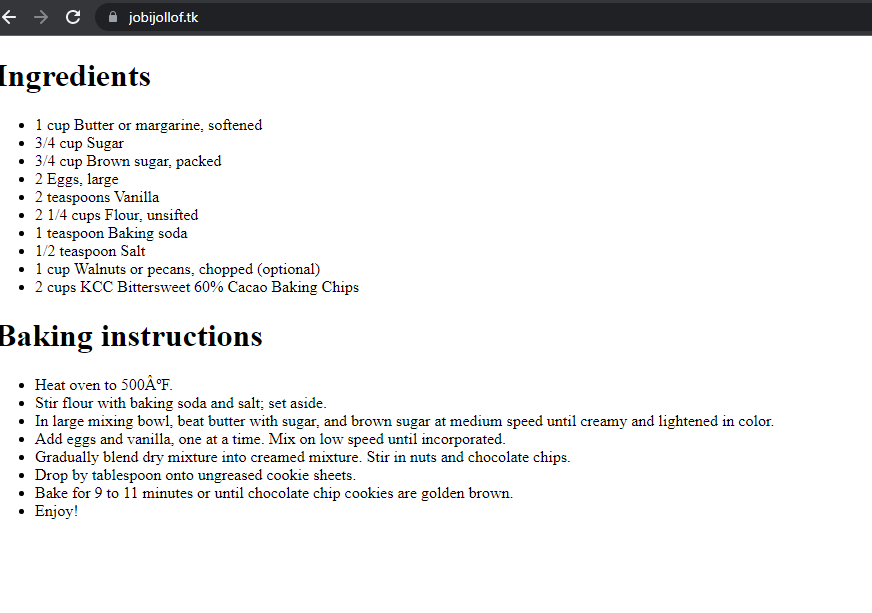 jobijollof.tk
Ingredients
1 cup Butter or margarine, softened
3/4 cup Sugar
3/4 cup Brown sugar, packed
2 Eggs, large
2 teaspoons Vanilla
2 1/4 cups Flour, unsifted
1 teaspoon Baking soda
1/2 teaspoon Salt
1 cup Walnuts or pecans, chopped (optional)
2 cups KCC Bittersweet 60% Cacao Baking Chips
Baking instructions
Heat oven to 500ÂºF.
Stir flour with baking soda and salt; set aside.
In large mixing bowl, beat butter with sugar, and brown sugar at medium speed until creamy and lightened in color.
Add eggs and vanilla, one at a time. Mix on low speed until incorporated.
Gradually blend dry mixture into creamed mixture. Stir in nuts and chocolate chips.
Drop by tablespoon onto ungreased cookie sheets.
Bake for 9 to 11 minutes or until chocolate chip cookies are golden brown.
Enjoy!